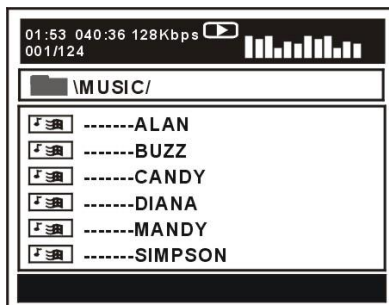 01:53 040:36 128Kbps
001/124
\MUSIC/
-------ALAN
-------BUZZ
-------CANDY
-------DIANA
-------MANDY
-------SIMPSON